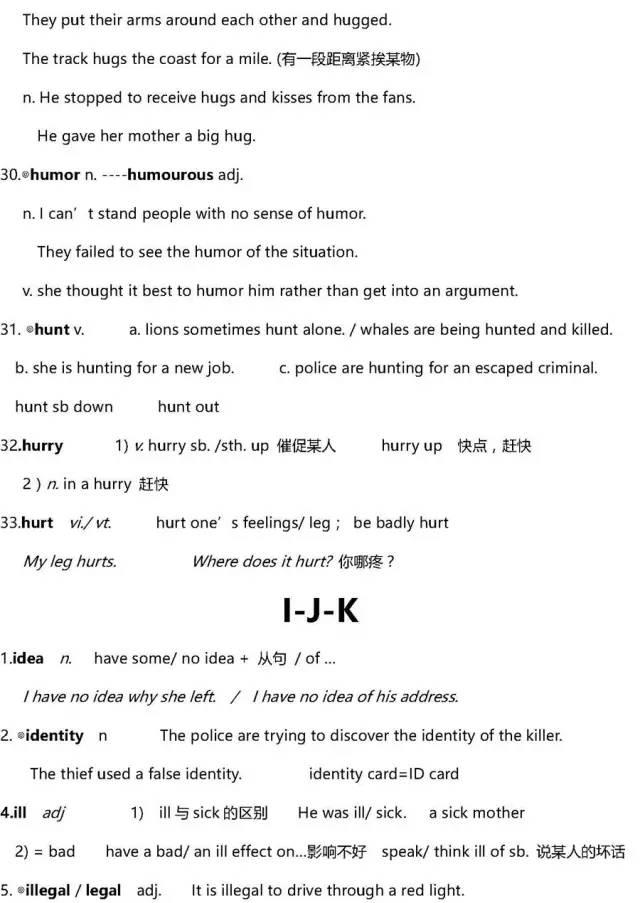 They put their arms around each other and hugged.
The track hugs the coast for a mile. (有一段距离紧挨某物)
n. He stopped to receive hugs and kisses from the fans.
He gave her mother a big hug.
30.◎humor n. ----humourous adj.
n. I can’t stand people with no sense of humor.
They failed to see the humor of the situation.
v. she thought it best to humor him rather than get into an argument.
31. ◎hunt v. a. lions sometimes hunt alone. / whales are being hunted and killed.
b. she is hunting for a new job. c. police are hunting for an escaped criminal.
hunt sb down hunt out
32.hurry 1) v. hurry sb. /sth. up 催促某人 hurry up 快点，赶快
2）n. in a hurry 赶快
33.hurt vi./ vt. hurt one’s feelings/ leg； be badly hurt
My leg hurts. Where does it hurt? 你哪疼？
I-J-K
1.idea n. have some/ no idea + 从句 / of …
I have no idea why she left. / I have no idea of his address.
2. ◎identity n The police are trying to discover the identity of the killer.
The thief used a false identity. identity card=ID card
4.ill adj 1) ill 与 sick 的区别 He was ill/ sick. a sick mother
2) = bad have a bad/ an ill effect on…影响不好 speak/ think ill of sb. 说某人的坏话
5. ◎illegal / legal adj. It is illegal to drive through a red light.